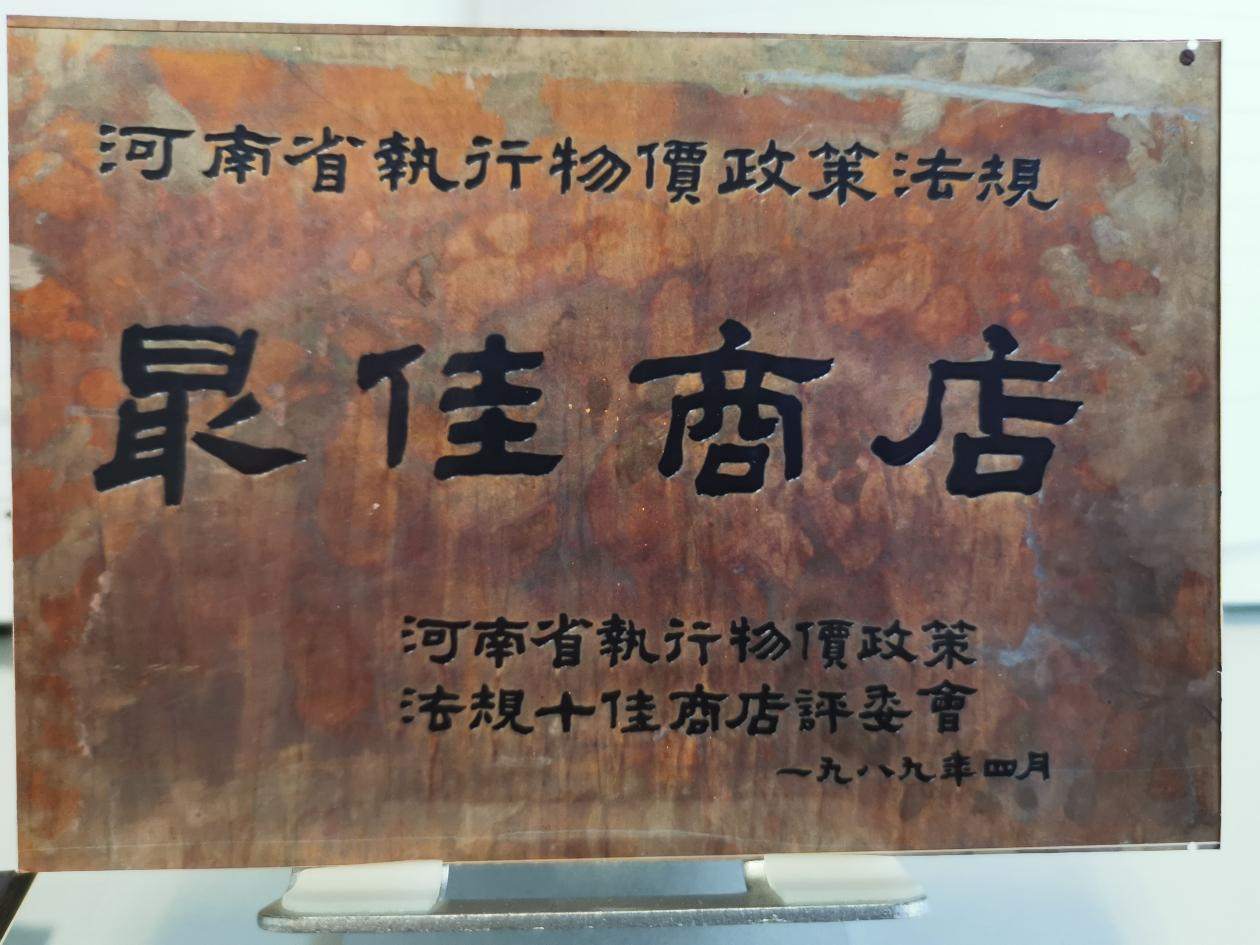 河南省執行物價政策法規
最佳商店
河南省執行物價政策
法規十佳商店評委會
一九八九年四月